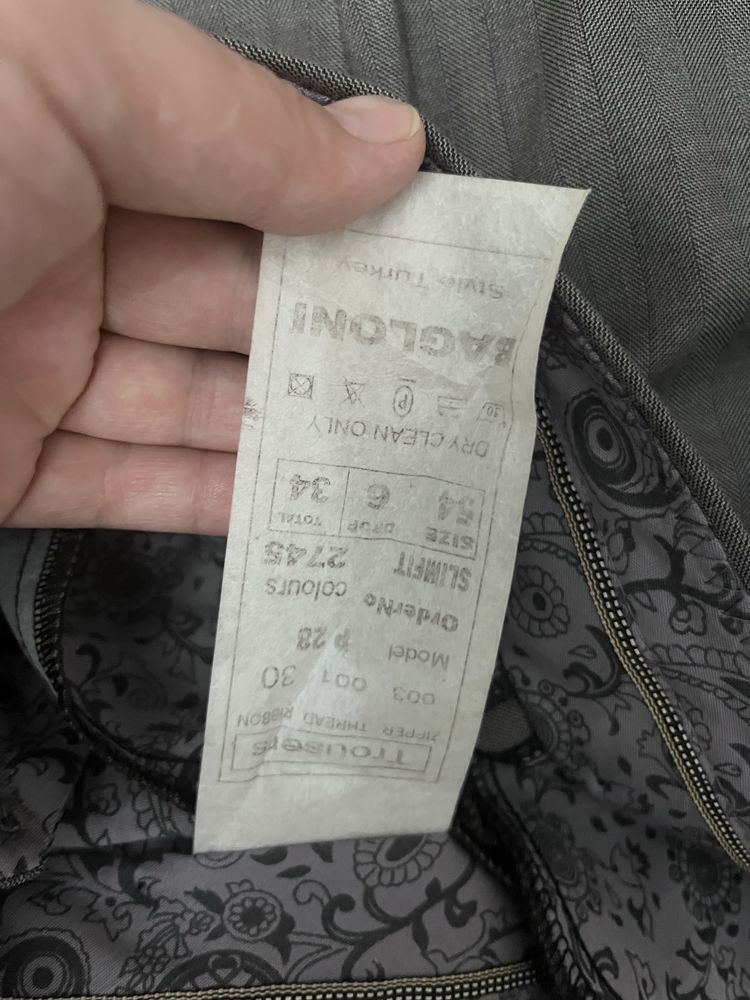 Trousers
ZIPPER THREAD RIBBON
003 001 30
Model P 28
OrderNo colours
SLIMFIT 2745
SIZE DROP TOTAL
54 6 34
DRY CLEAN ONLY
30 P
BAGLONI
Style Turkey